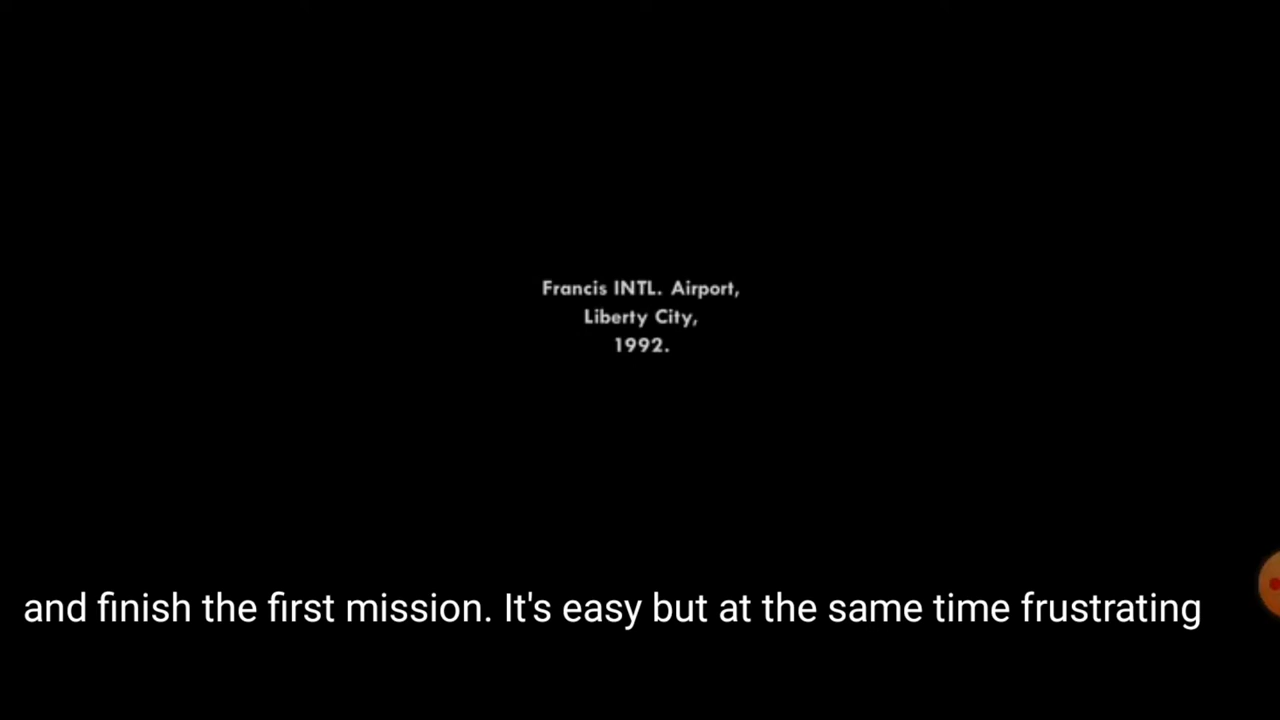 Francis INTL. Airport,
Liberty City,
1992.
and finish the first mission. It's easy but at the same time frustrating